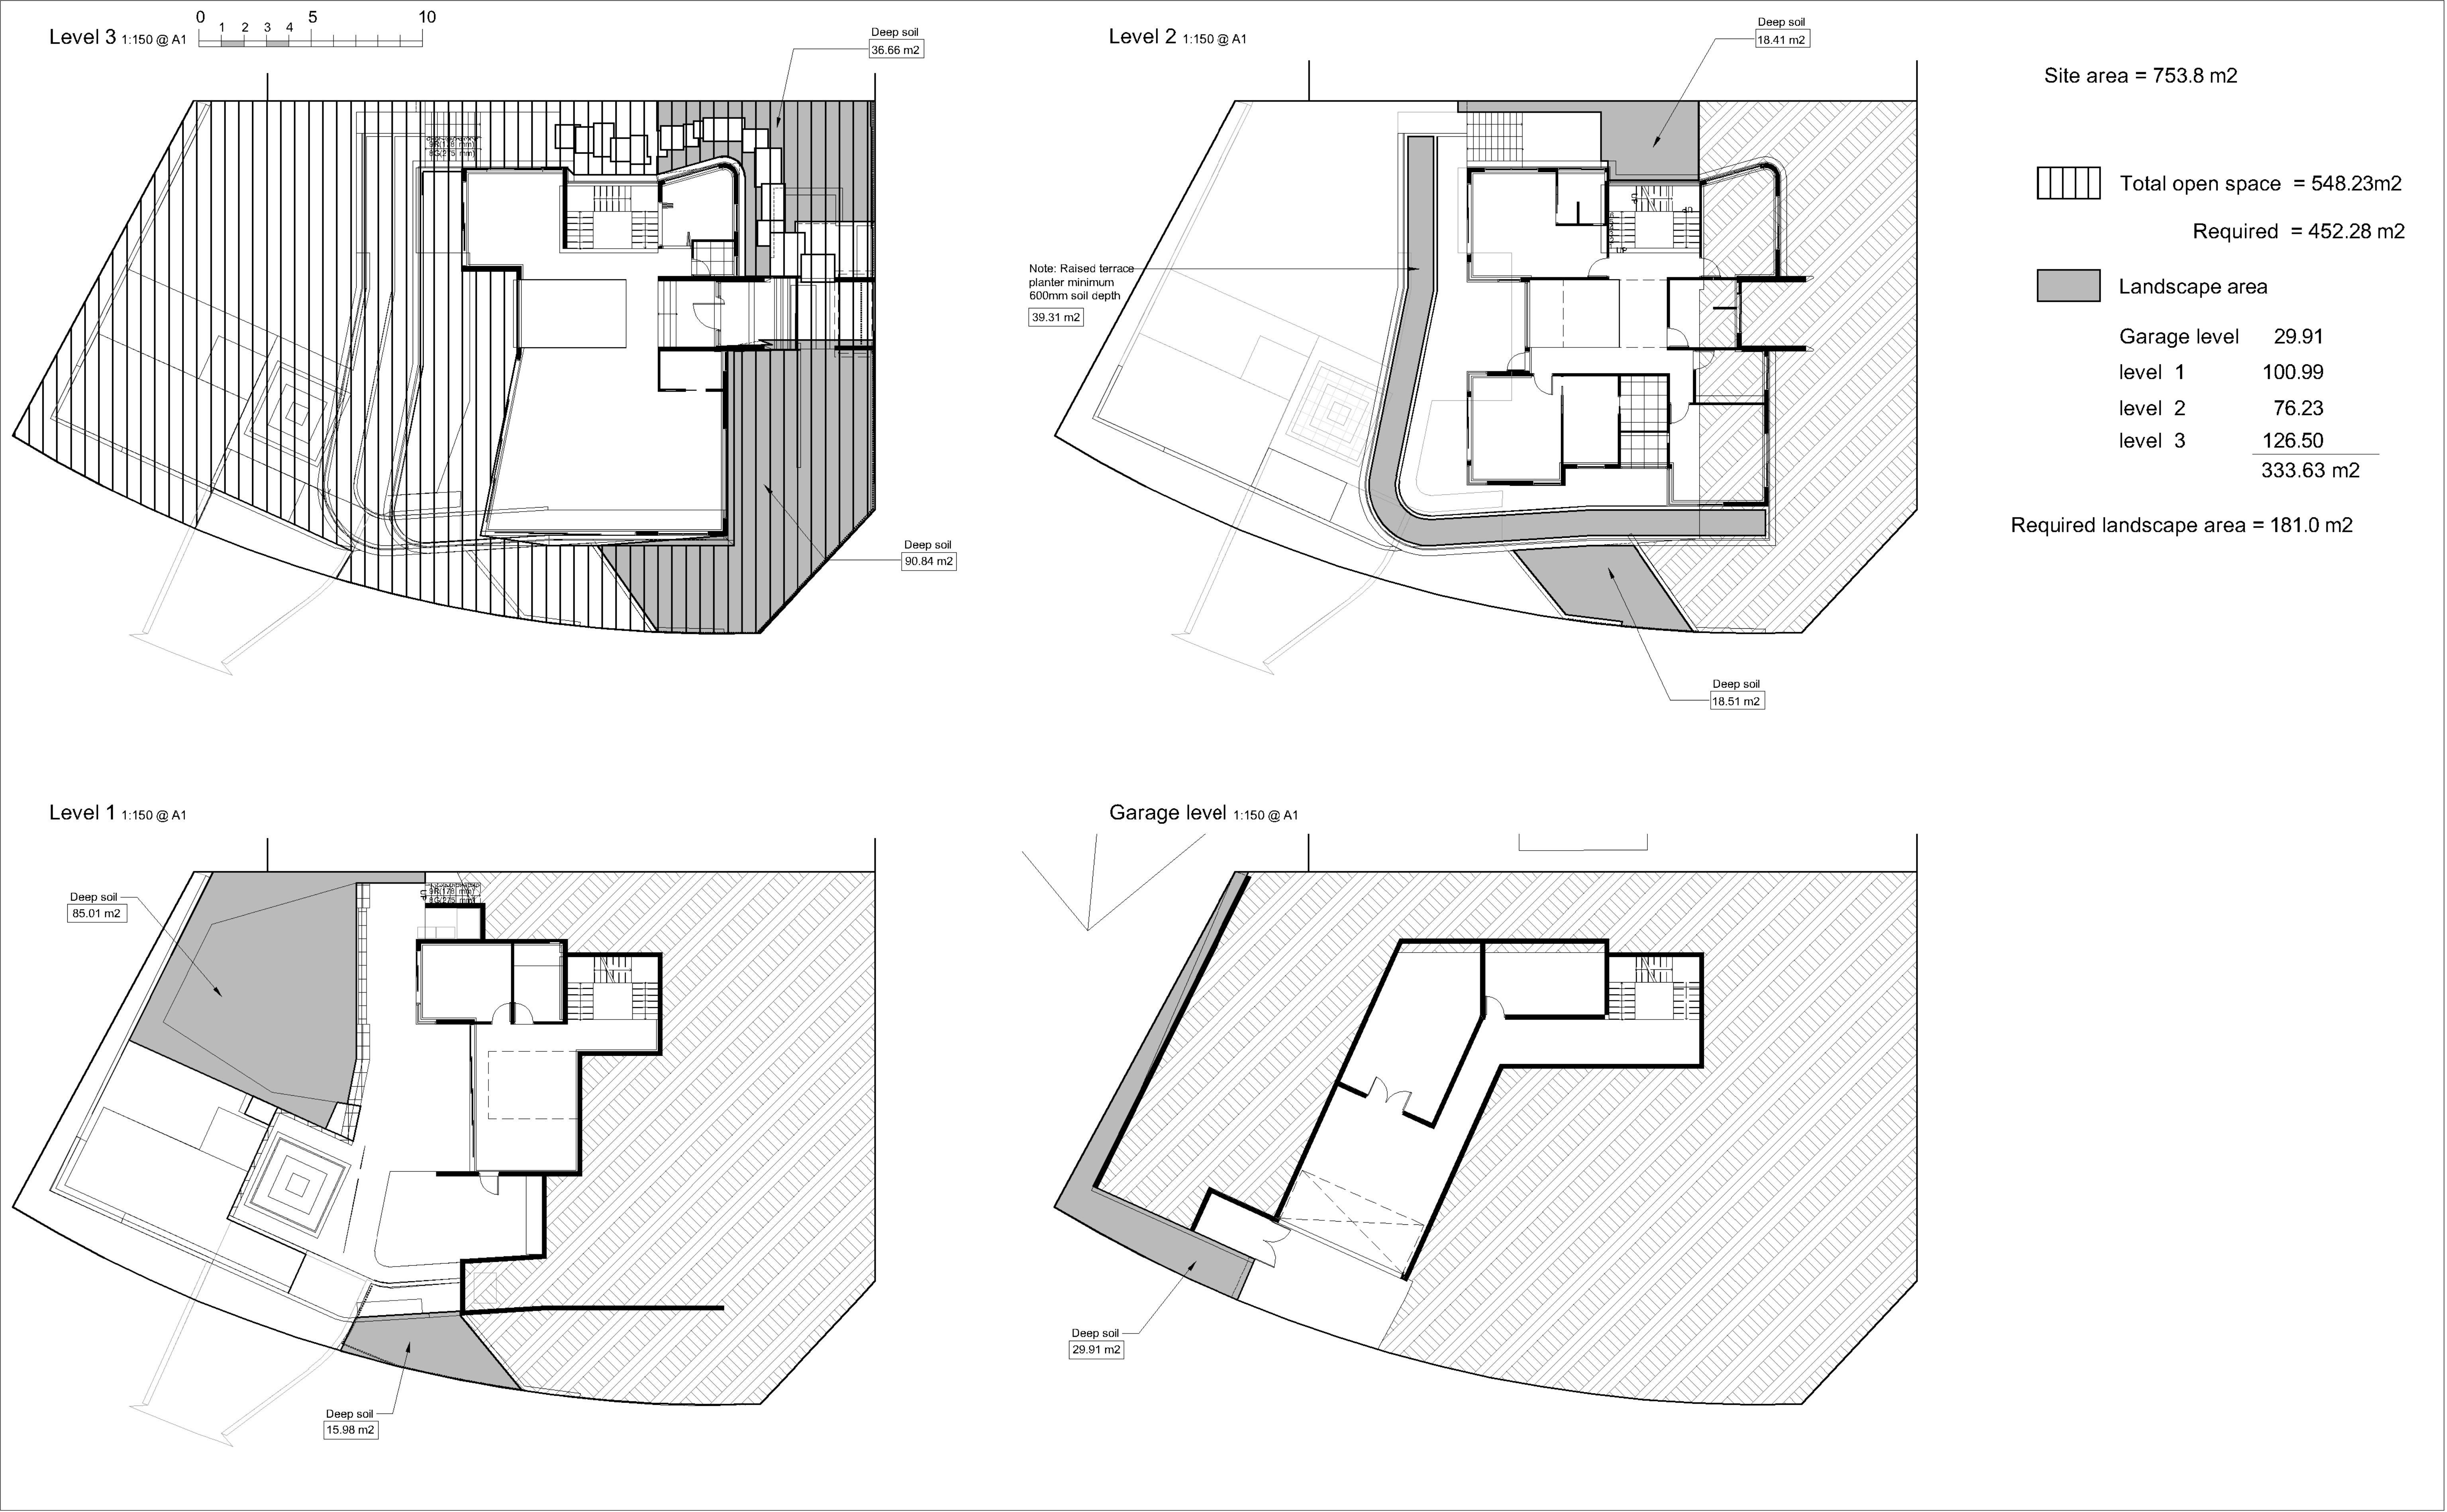 Level 3 1:150 @ A1
0 1 2 3 4 5 10
Deep soil
36.66 m2
Deep soil
90.84 m2
Level 2 1:150 @ A1
Deep soil
18.41 m2
Note: Raised terrace
planter minimum
600mm soil depth
39.31 m2
UP
UP
UP
Deep soil
18.51 m2
Site area = 753.8 m2
Total open space = 548.23m2
Required = 452.28 m2
Landscape area
Garage level 29.91
level 1 100.99
level 2 76.23
level 3 126.50
333.63 m2
Required landscape area = 181.0 m2
Level 1 1:150 @ A1
Deep soil
85.01 m2
UP
Deep soil
15.98 m2
Garage level 1:150 @ A1
Deep soil
29.91 m2